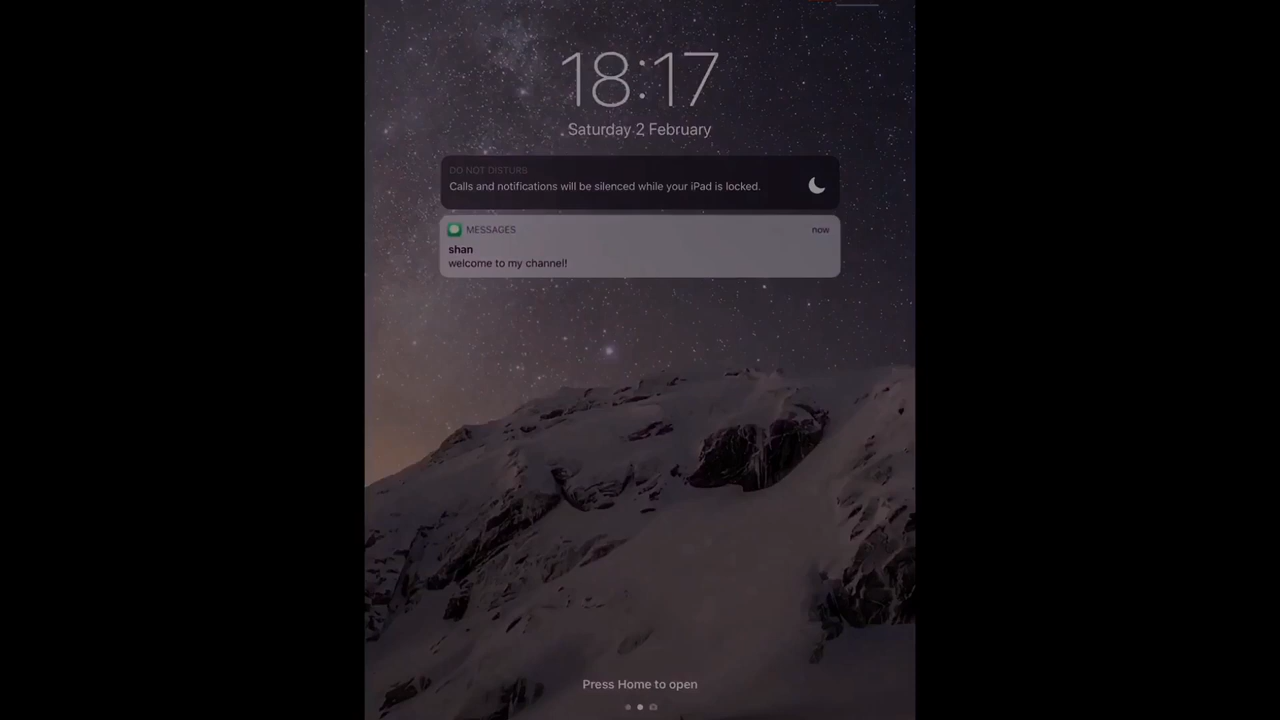 18:17
Saturday 2 February
DO NOT DISTURB
Calls and notifications will be silenced while your iPad is locked.
MESSAGES now
shan
welcome to my channel!
Press Home to open